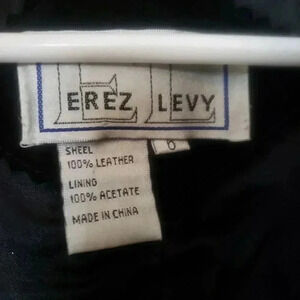 EREZ LEVY
6
SHEEL
100% LEATHER
LINING
100% ACETATE
MADE IN CHINA